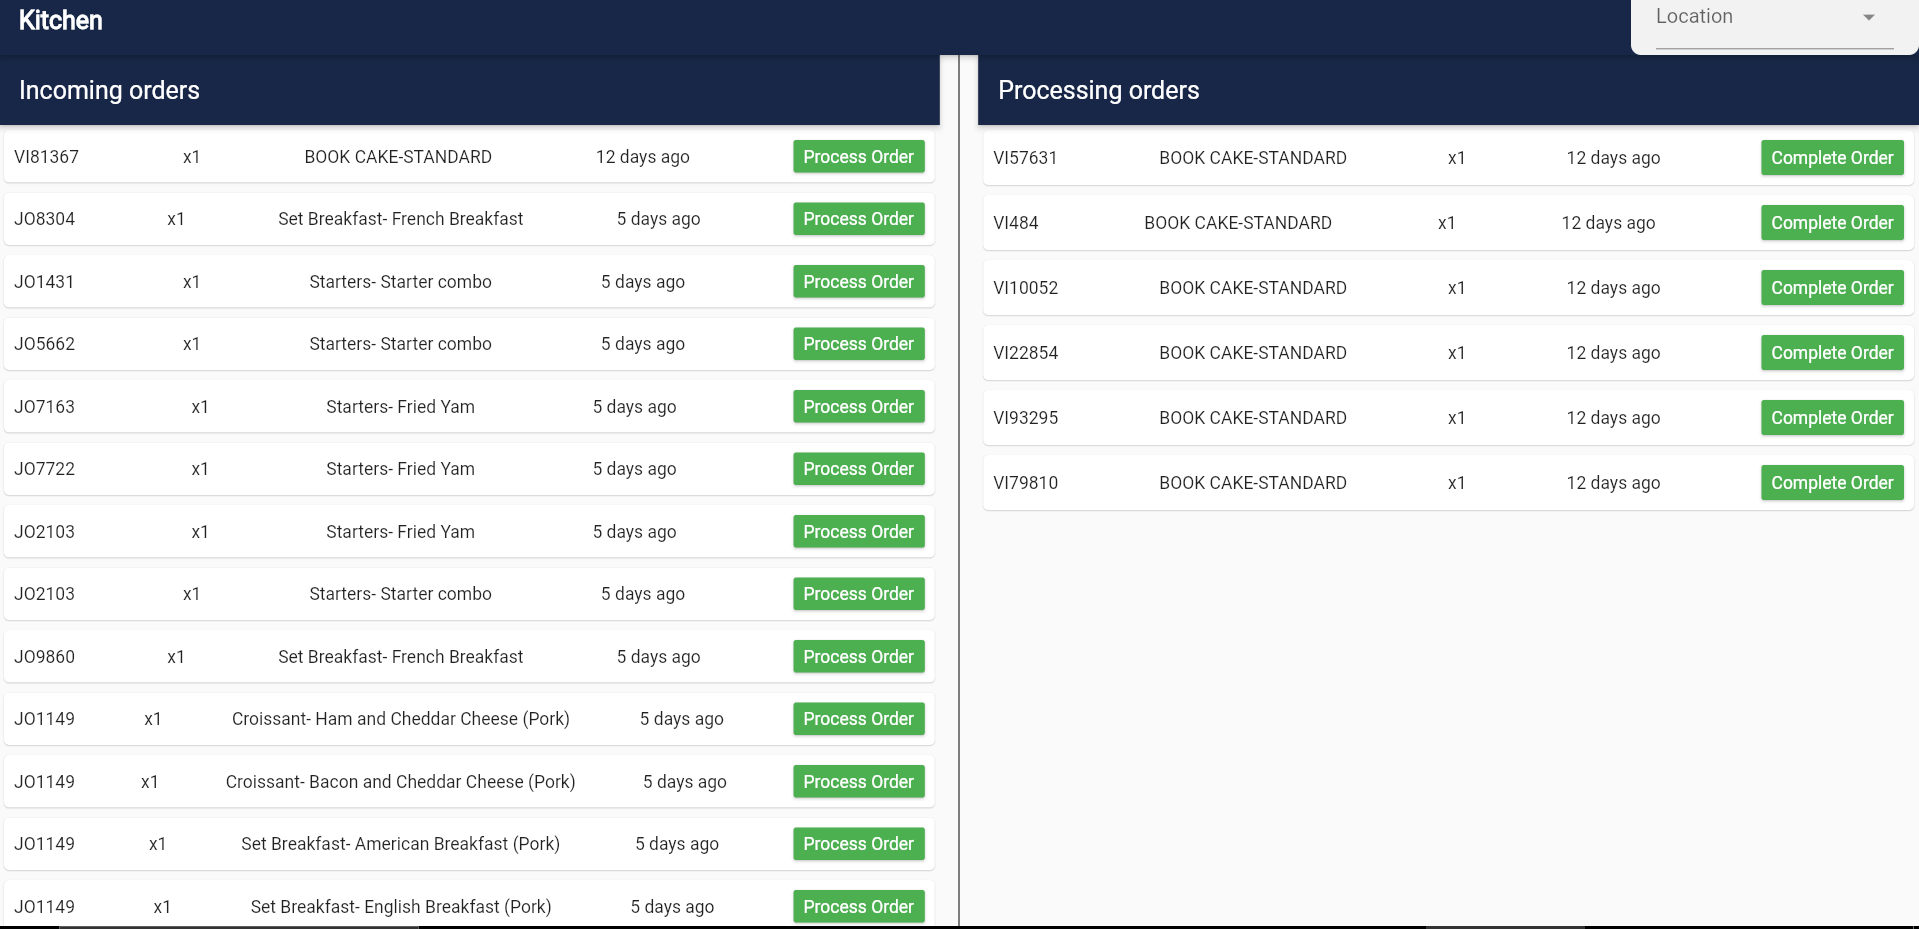 Kitchen
Location
Incoming orders
VI81367 x1 BOOK CAKE-STANDARD 12 days ago Process Order
JO8304 x1 Set Breakfast- French Breakfast 5 days ago Process Order
JO1431 x1 Starters- Starter combo 5 days ago Process Order
JO5662 x1 Starters- Starter combo 5 days ago Process Order
JO7163 x1 Starters- Fried Yam 5 days ago Process Order
JO7722 x1 Starters- Fried Yam 5 days ago Process Order
JO2103 x1 Starters- Fried Yam 5 days ago Process Order
JO2103 x1 Starters- Starter combo 5 days ago Process Order
JO9860 x1 Set Breakfast- French Breakfast 5 days ago Process Order
JO1149 x1 Croissant- Ham and Cheddar Cheese (Pork) 5 days ago Process Order
JO1149 x1 Croissant- Bacon and Cheddar Cheese (Pork) 5 days ago Process Order
JO1149 x1 Set Breakfast- American Breakfast (Pork) 5 days ago Process Order
JO1149 x1 Set Breakfast- English Breakfast (Pork) 5 days ago Process Order
Processing orders
VI57631 BOOK CAKE-STANDARD x1 12 days ago Complete Order
VI484 BOOK CAKE-STANDARD x1 12 days ago Complete Order
VI10052 BOOK CAKE-STANDARD x1 12 days ago Complete Order
VI22854 BOOK CAKE-STANDARD x1 12 days ago Complete Order
VI93295 BOOK CAKE-STANDARD x1 12 days ago Complete Order
VI79810 BOOK CAKE-STANDARD x1 12 days ago Complete Order